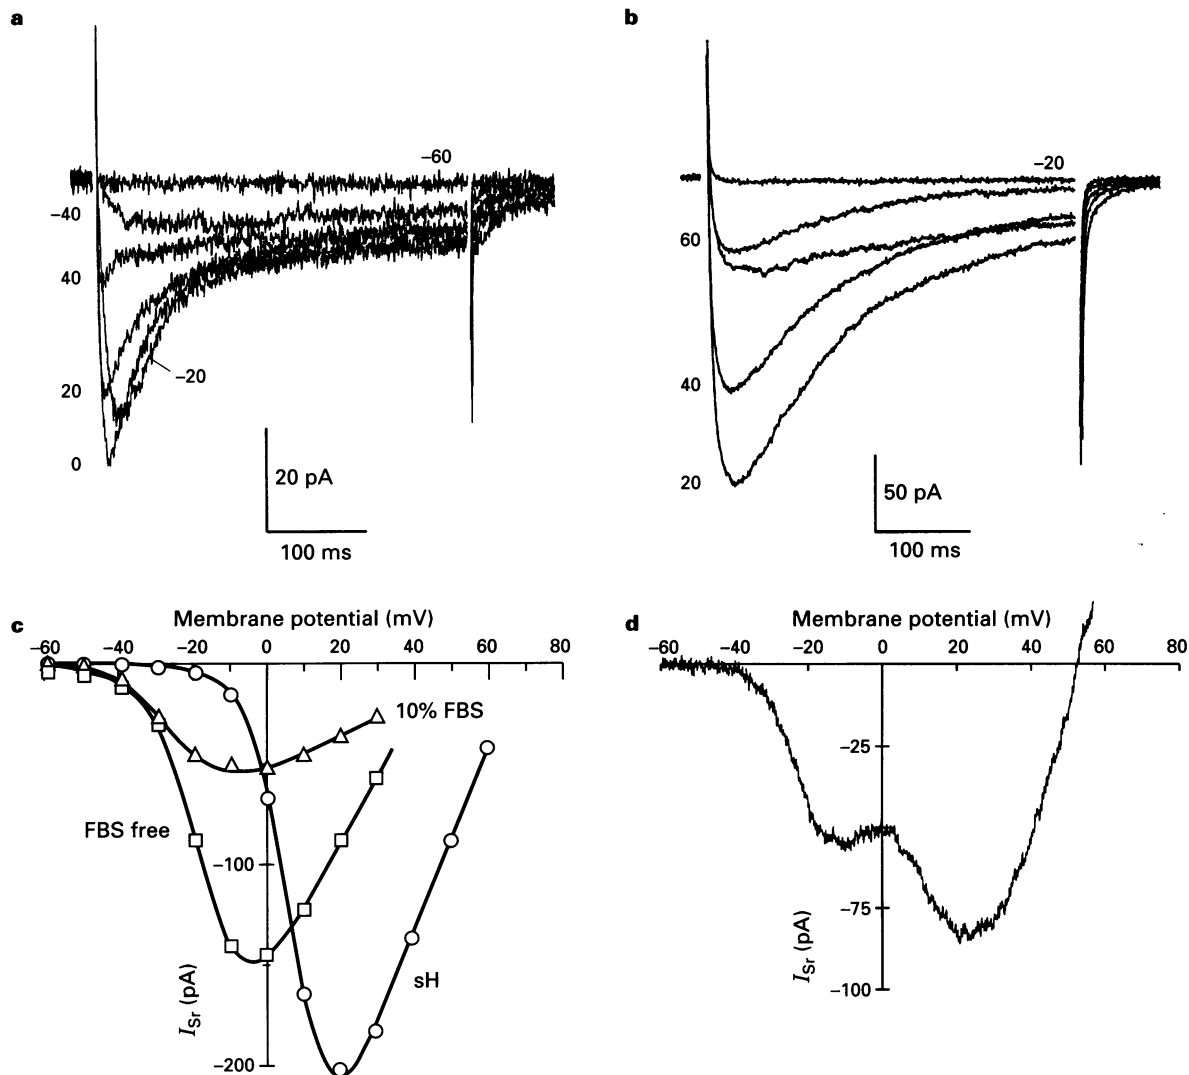 a
−60
−40
40
−20
20
0
20 pA
100 ms
b
−20
60
40
20
50 pA
100 ms
c
Membrane potential (mV)
−60 −40 −20 0 20 40 60 80
10% FBS
FBS free
−100
sH
I_Sr (pA)
−200
d
Membrane potential (mV)
−60 −40 −20 0 20 40 60 80
−25
−75
I_Sr (pA)
−100